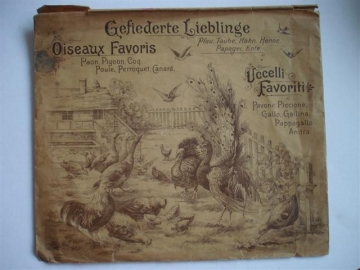 Gefiederte Lieblinge
Pfau, Taube, Hahn, Henne
Papagei, Ente
Oiseaux Favoris
Paon, Pigeon, Coq
Poule, Perroquet, Canard.
Uccelli
Favoriti
Pavone, Piccione,
Gallo, Gallina,
Pappagallo
Anitra